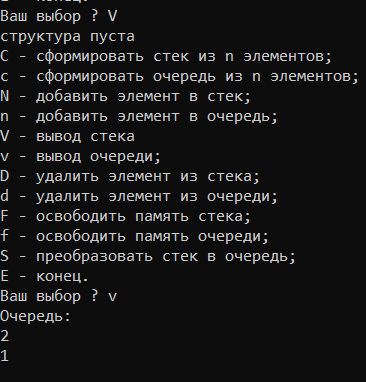 Ваш выбор ? V
структура пуста
C - сформировать стек из n элементов;
c - сформировать очередь из n элементов;
N - добавить элемент в стек;
n - добавить элемент в очередь;
V - вывод стека
v - вывод очереди;
D - удалить элемент из стека;
d - удалить элемент из очереди;
F - освободить память стека;
f - освободить память очереди;
S - преобразовать стек в очередь;
E - конец.
Ваш выбор ? v
Очередь:
2
1